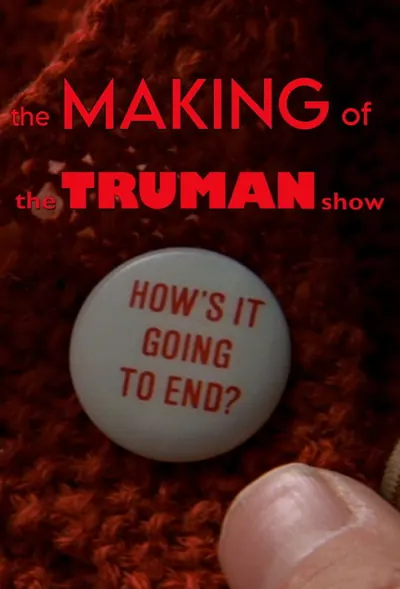 the MAKING of
the TRUMAN show
HOW'S IT
GOING
TO END?